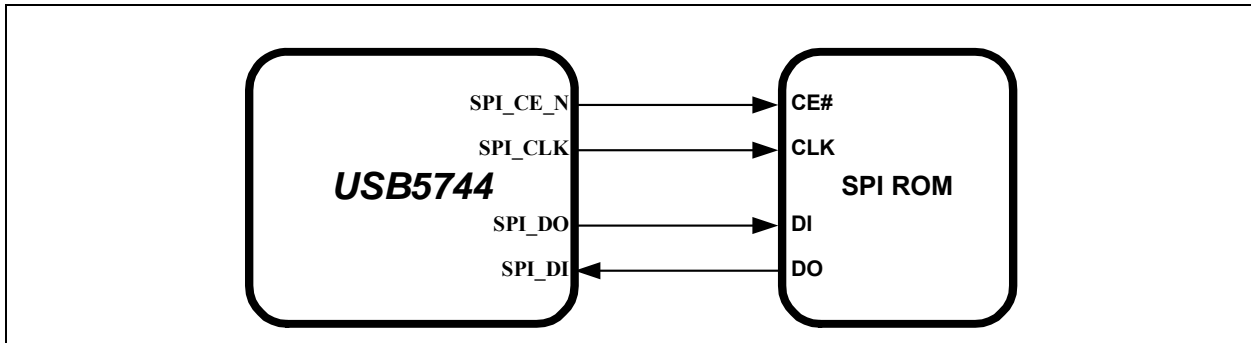 SPI_CE_N CE#
SPI_CLK CLK
USB5744 SPI ROM
SPI_DO DI
SPI_DI DO